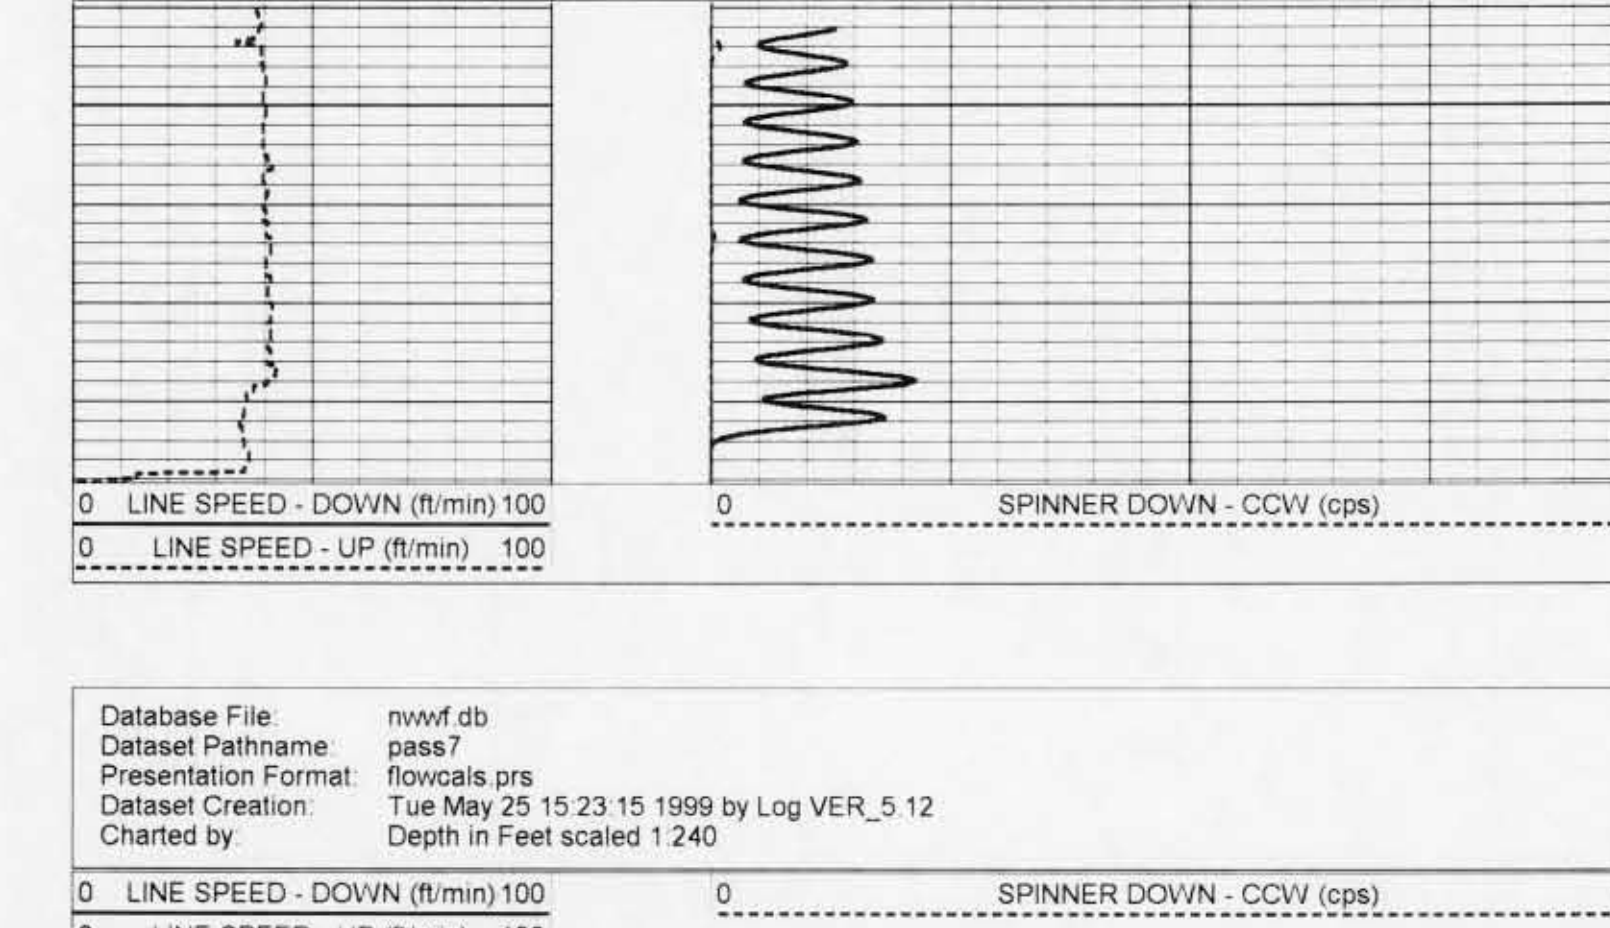 0 LINE SPEED - DOWN (ft/min) 100
0 SPINNER DOWN - CCW (cps)
0 LINE SPEED - UP (ft/min) 100
Database File: nwwf.db
Dataset Pathname: pass7
Presentation Format: flowcals.prs
Dataset Creation: Tue May 25 15:23:15 1999 by Log VER_5.12
Charted by: Depth in Feet scaled 1:240
0 LINE SPEED - DOWN (ft/min) 100
0 SPINNER DOWN - CCW (cps)